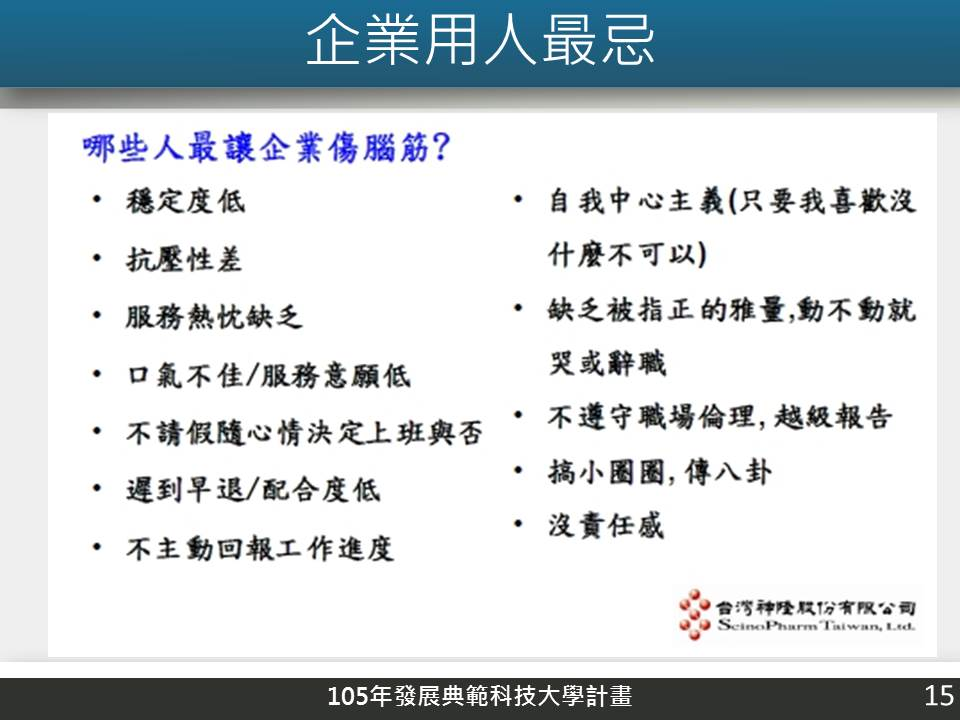 企業用人最忌
哪些人最讓企業傷腦筋?
• 穩定度低
• 抗壓性差
• 服務熱忱缺乏
• 口氣不佳/服務意願低
• 不請假隨心情決定上班與否
• 遲到早退/配合度低
• 不主動回報工作進度
• 自我中心主義(只要我喜歡沒
什麼不可以)
• 缺乏被指正的雅量,動不動就
哭或辭職
• 不遵守職場倫理, 越級報告
• 搞小圈圈, 傳八卦
• 沒責任感
台灣神隆股份有限公司
ScinoPharm Taiwan, Ltd.
105年發展典範科技大學計畫
15